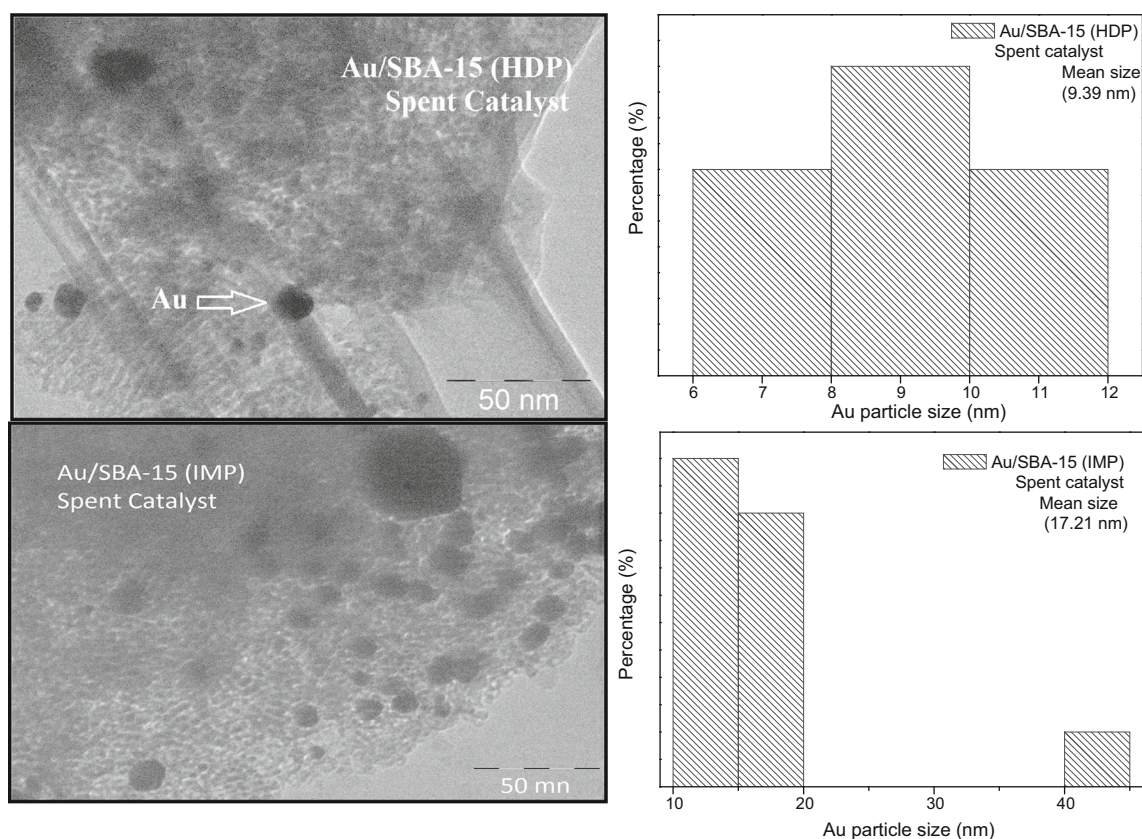 Au/SBA-15 (HDP)
Spent Catalyst
Au
50 nm
Au/SBA-15 (HDP)
Spent catalyst
Mean size
(9.39 nm)
Percentage (%)
6 7 8 9 10 11 12
Au particle size (nm)
Au/SBA-15 (IMP)
Spent Catalyst
50 mn
Au/SBA-15 (IMP)
Spent catalyst
Mean size
(17.21 nm)
Percentage (%)
10 20 30 40
Au particle size (nm)